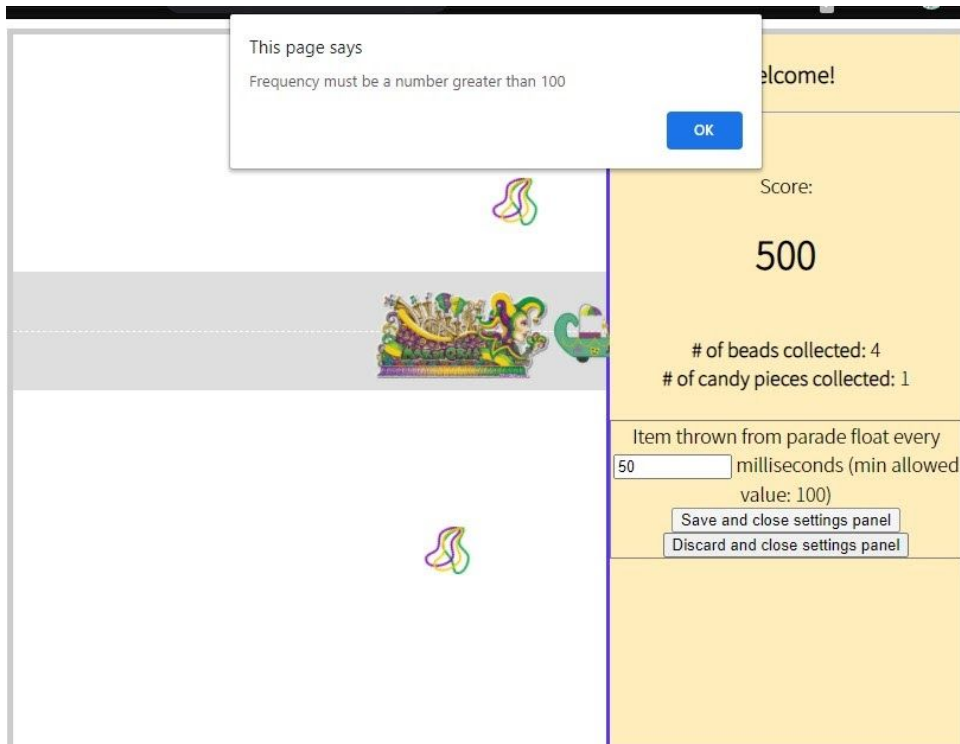 This page says
Frequency must be a number greater than 100
OK
elcome!
Score:
500
# of beads collected: 4
# of candy pieces collected: 1
Item thrown from parade float every
50 milliseconds (min allowed
value: 100)
Save and close settings panel
Discard and close settings panel